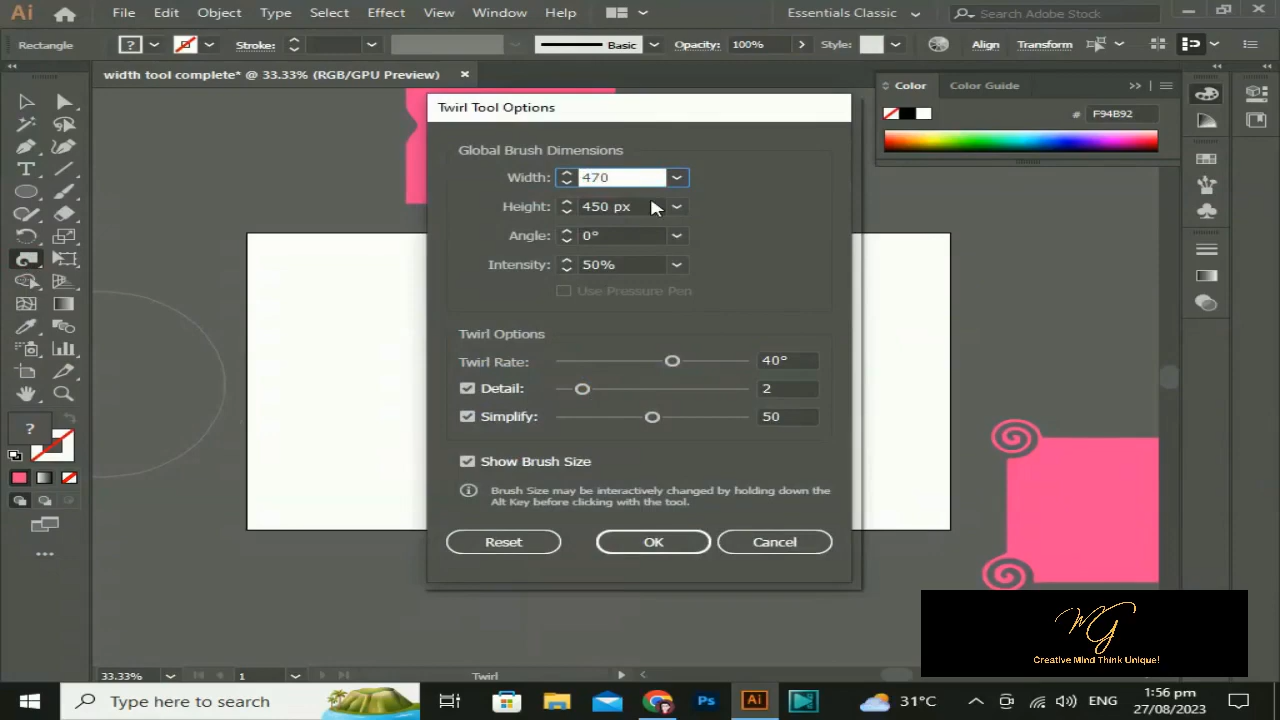 Ai File Edit Object Type Select Effect View Window Help Essentials Classic Search Adobe Stock
Rectangle ? Stroke: Basic Opacity: 100% Style: Align Transform
width tool complete* @ 33.33% (RGB/GPU Preview) ×
Color Color Guide
# F94B92
Twirl Tool Options
Global Brush Dimensions
Width: 470
Height: 450 px
Angle: 0°
Intensity: 50%
Use Pressure Pen
Twirl Options
Twirl Rate: 40°
Detail: 2
Simplify: 50
Show Brush Size
Brush Size may be interactively changed by holding down the
Alt Key before clicking with the tool.
Reset OK Cancel
?
MG
Creative Mind Think Unique!
33.33% 1 Twirl
Type here to search Ps Ai 31°C ENG 1:56 pm
27/08/2023